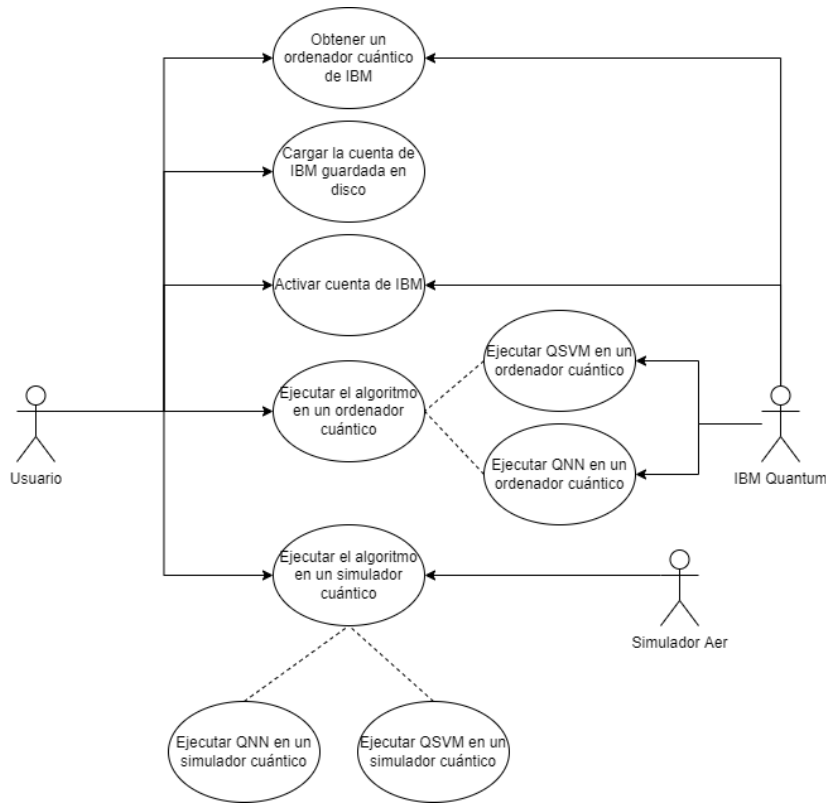 Obtener un
ordenador cuántico
de IBM
Cargar la cuenta de
IBM guardada en
disco
Activar cuenta de IBM
Ejecutar QSVM en un
ordenador cuántico
Ejecutar el algoritmo
en un ordenador
cuántico
Ejecutar QNN en un
ordenador cuántico
Usuario
IBM Quantum
Ejecutar el algoritmo
en un simulador
cuántico
Simulador Aer
Ejecutar QNN en un
simulador cuántico
Ejecutar QSVM en un
simulador cuántico